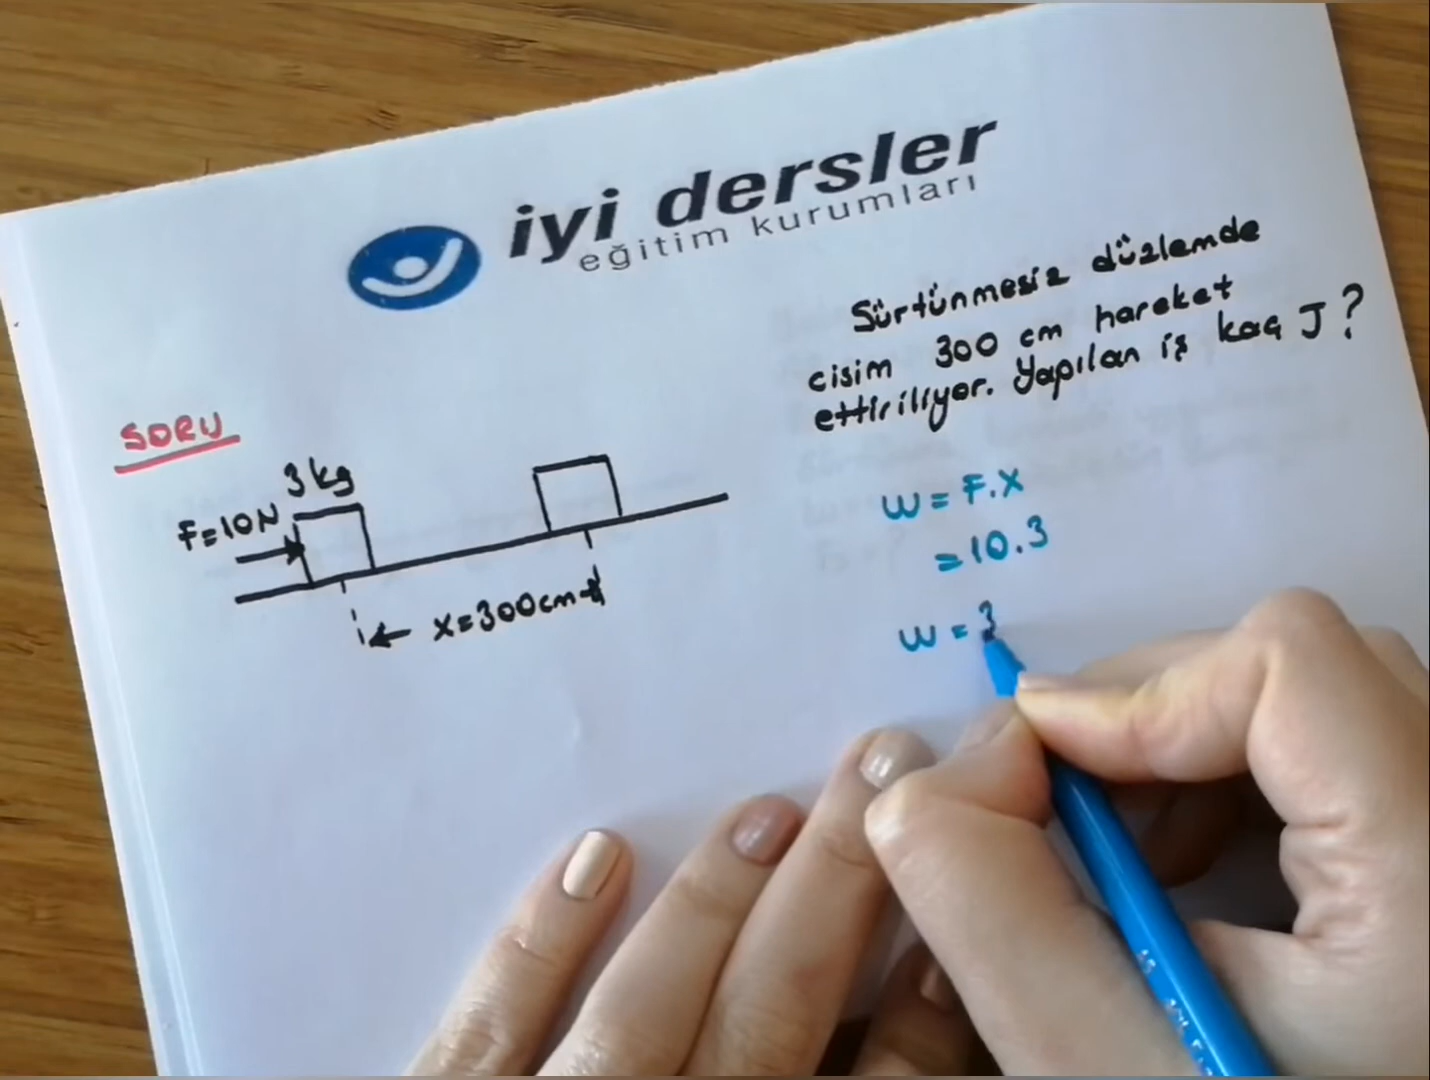 iyi dersler
eğitim kurumları
Sürtünmesiz düzlemde
cisim 300 cm hareket
ettiriliyor. Yapılan iş kaç J?
SORU
3kg
F=10N
x=300cm
W = F.X
= 10.3
W = 3